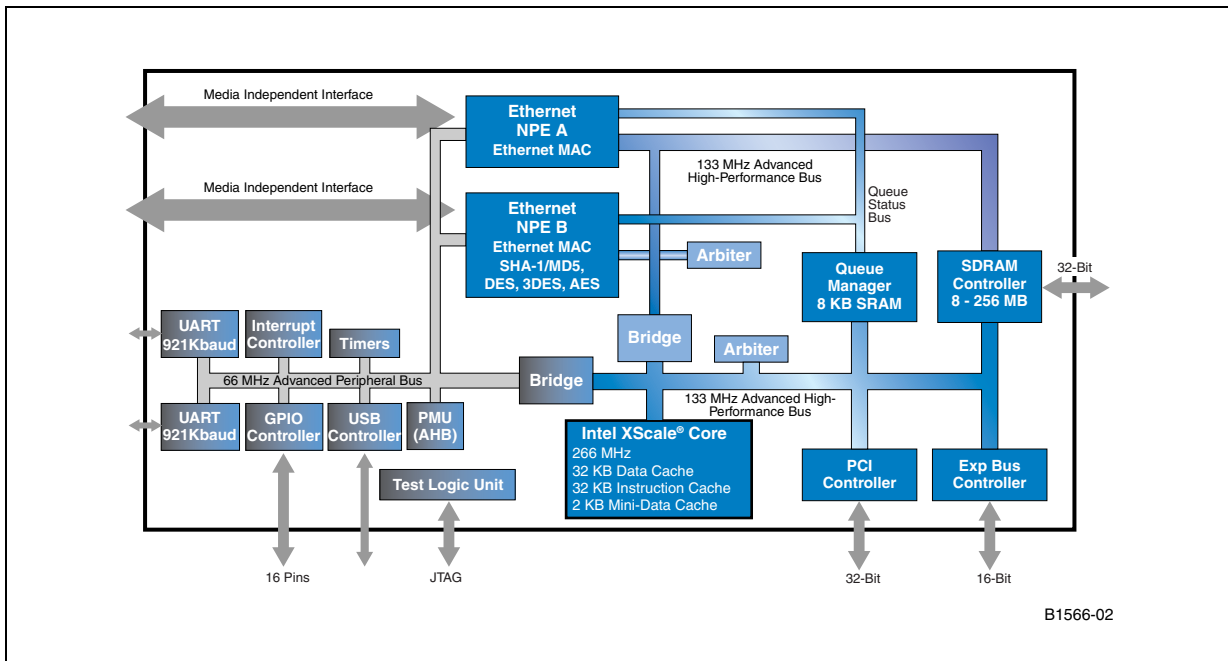 Media Independent Interface
Ethernet
NPE A
Ethernet MAC
133 MHz Advanced
High-Performance Bus
Media Independent Interface
Ethernet
NPE B
Ethernet MAC
SHA-1/MD5,
DES, 3DES, AES
Queue
Status
Bus
Arbiter
Queue
Manager
8 KB SRAM
SDRAM
Controller
8 - 256 MB
32-Bit
UART
921Kbaud
Interrupt
Controller
Timers
Bridge
Arbiter
66 MHz Advanced Peripheral Bus
Bridge
133 MHz Advanced High-
Performance Bus
UART
921Kbaud
GPIO
Controller
USB
Controller
PMU
(AHB)
Intel XScale® Core
266 MHz
32 KB Data Cache
32 KB Instruction Cache
2 KB Mini-Data Cache
PCI
Controller
Exp Bus
Controller
Test Logic Unit
16 Pins
JTAG
32-Bit
16-Bit
B1566-02